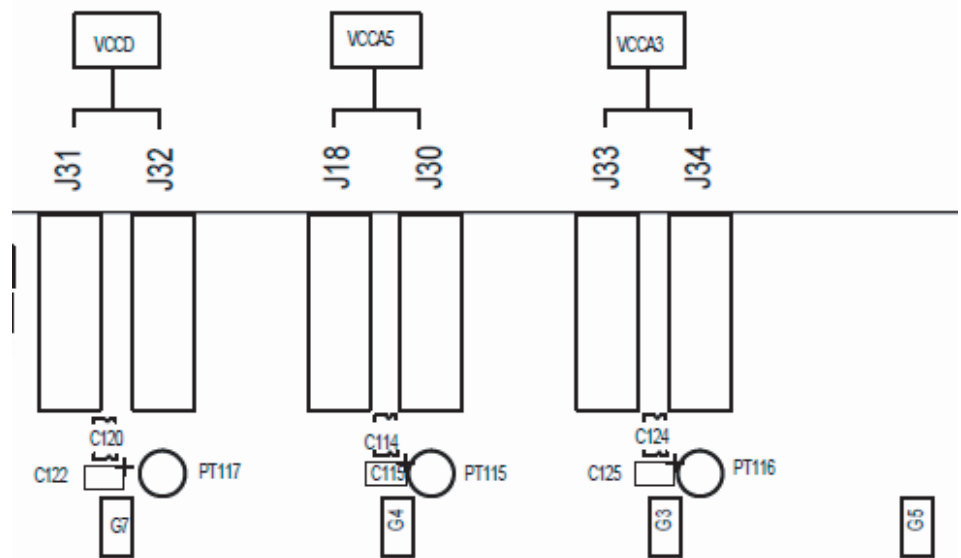 VCCD VCCA5 VCCA3
J31 J32 J18 J30 J33 J34
C120 C114 C124
C122 PT117 C115 PT115 C125 PT116
G7 G4 G3 G5